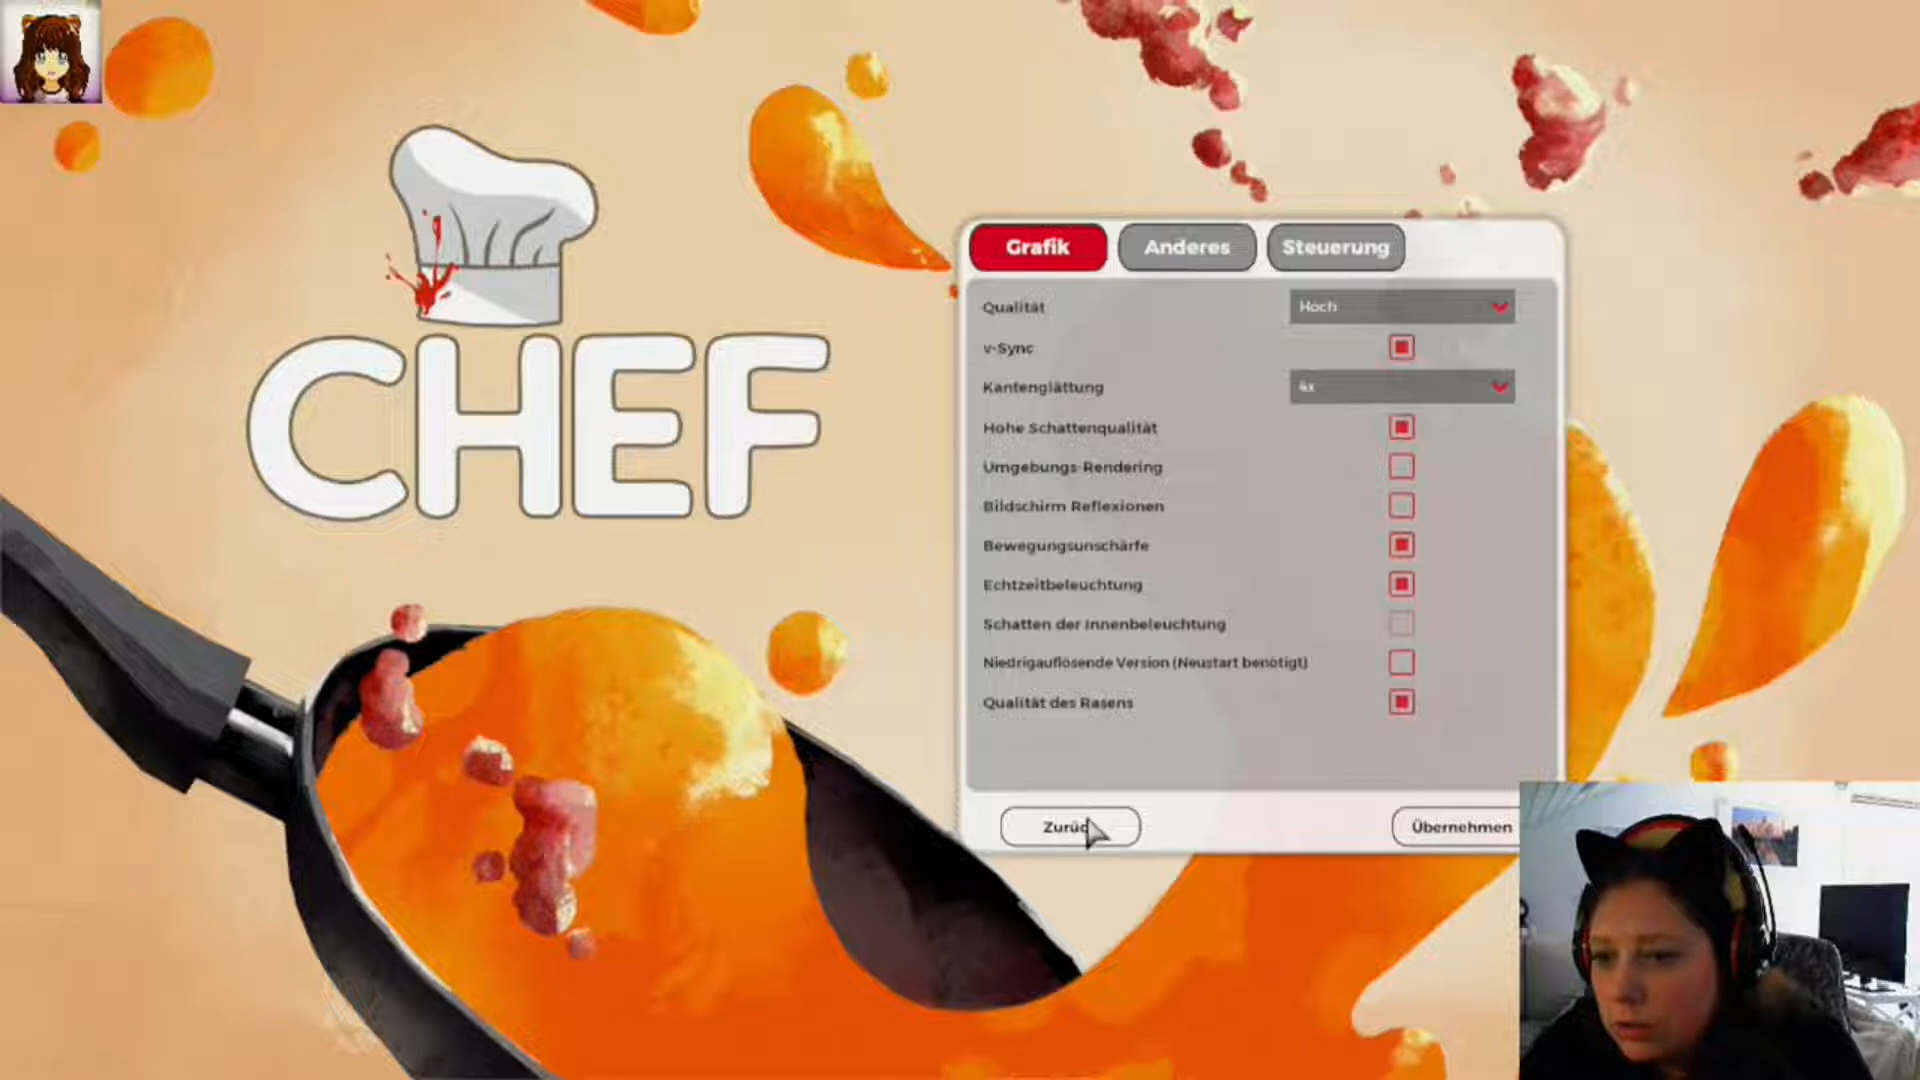 CHEF
Grafik Anderes Steuerung
Qualität Hoch
v-Sync
Kantenglättung 4x
Hohe Schattenqualität
Umgebungs Rendering
Bildschirm Reflexionen
Bewegungsunschärfe
Echtzeitbeleuchtung
Schatten der Innenbeleuchtung
Niedrigauflösende Version (Neustart benötigt)
Qualität des Rasens
Übernehmen